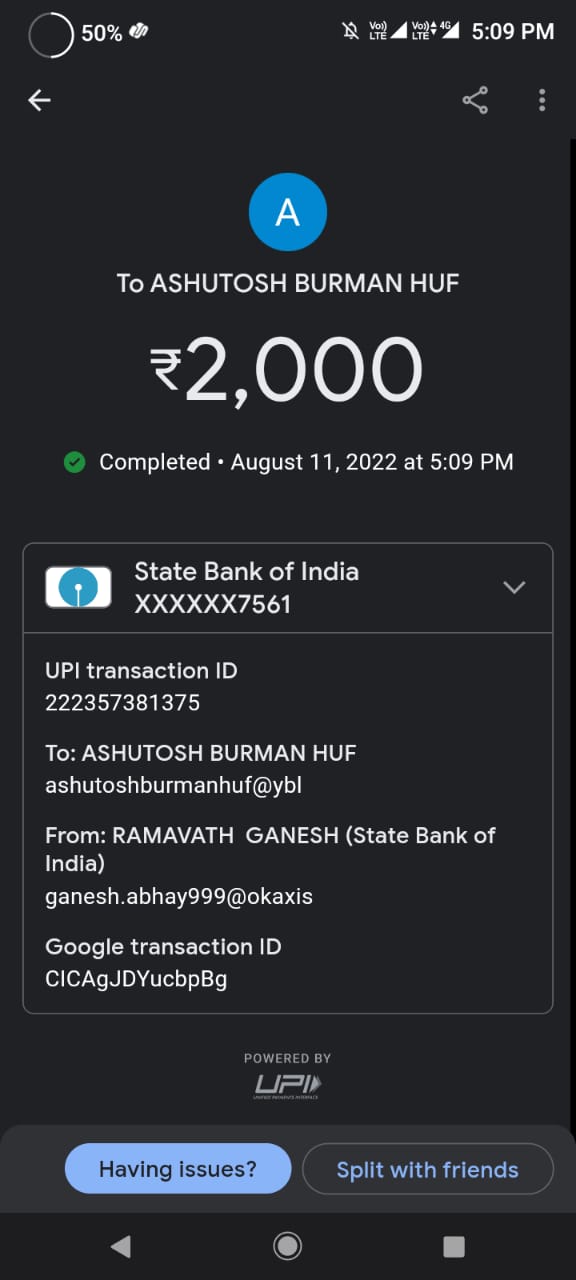 50% Vo)) LTE Vo)) LTE 4G 5:09 PM
A
To ASHUTOSH BURMAN HUF
₹2,000
Completed • August 11, 2022 at 5:09 PM
State Bank of India
XXXXXX7561
UPI transaction ID
222357381375
To: ASHUTOSH BURMAN HUF
ashutoshburmanhuf@ybl
From: RAMAVATH GANESH (State Bank of
India)
ganesh.abhay999@okaxis
Google transaction ID
CICAgJDYucbpBg
POWERED BY
UPI
UNIFIED PAYMENTS INTERFACE
Having issues?
Split with friends